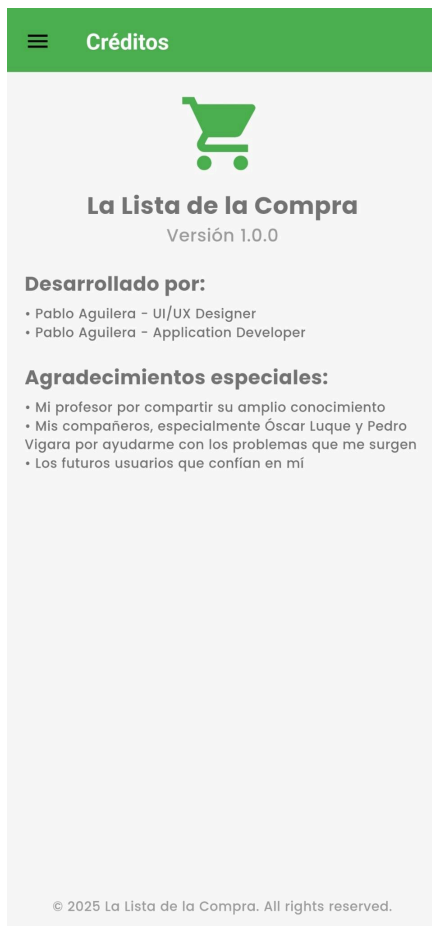 Créditos
La Lista de la Compra
Versión 1.0.0
Desarrollado por:
• Pablo Aguilera - UI/UX Designer
• Pablo Aguilera - Application Developer
Agradecimientos especiales:
• Mi profesor por compartir su amplio conocimiento
• Mis compañeros, especialmente Óscar Luque y Pedro
Vigara por ayudarme con los problemas que me surgen
• Los futuros usuarios que confían en mí
© 2025 La Lista de la Compra. All rights reserved.